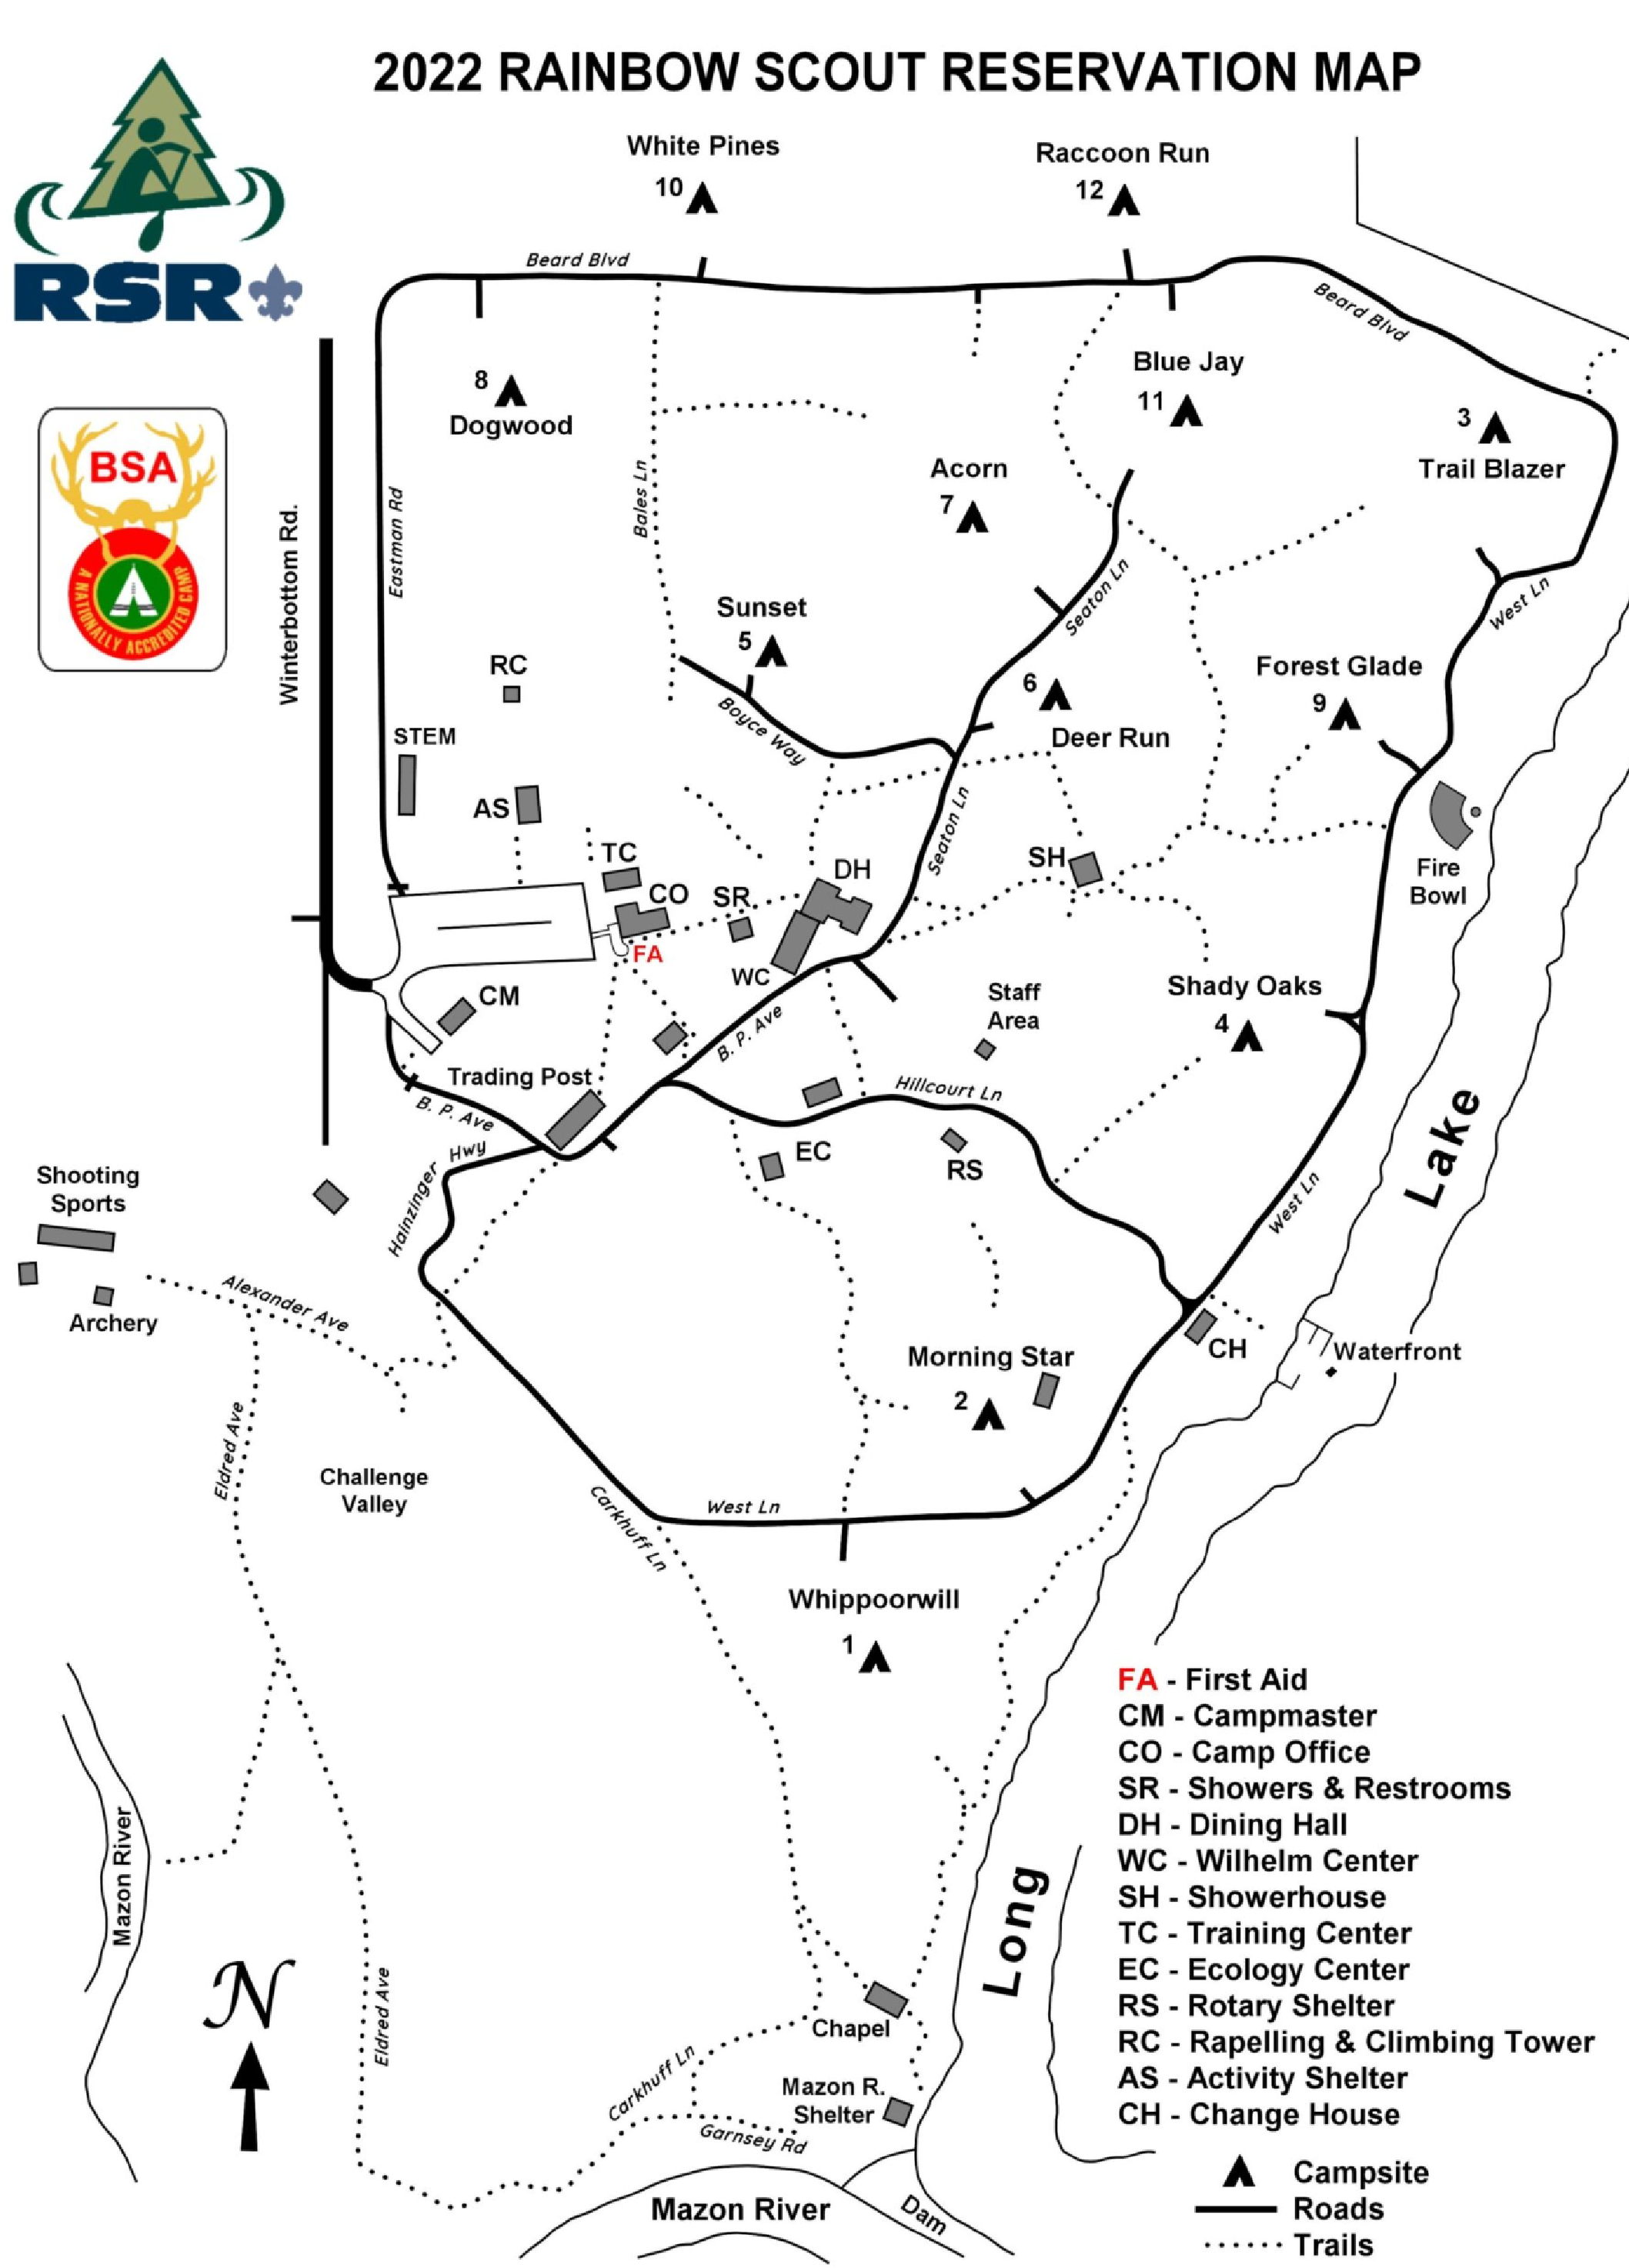 2022 RAINBOW SCOUT RESERVATION MAP
RSR
BSA
A NATIONALLY ACCREDITED CAMP
White Pines
10
Raccoon Run
12
Beard Blvd
Beard Blvd
8
Dogwood
Blue Jay
11
3
Trail Blazer
Acorn
7
Winterbottom Rd.
Eastman Rd
Bales Ln
Seaton Ln
West Ln
Sunset
5
Boyce Way
RC
6
Deer Run
Forest Glade
9
STEM
AS
TC
CO
SR
DH
Seaton Ln
SH
Fire
Bowl
FA
WC
CM
Staff
Area
Shady Oaks
4
B. P. Ave
Trading Post
B. P. Ave
Hillcourt Ln
Lake
Hainzinger Hwy
EC
RS
West Ln
Shooting
Sports
Archery
Alexander Ave
CH
Waterfront
Morning Star
2
Eldred Ave
Challenge
Valley
Carkhuff Ln
West Ln
Whippoorwill
1
Mazon River
Long
N
Eldred Ave
Chapel
Carkhuff Ln
Mazon R.
Shelter
Garnsey Rd
Mazon River
Dam
FA - First Aid
CM - Campmaster
CO - Camp Office
SR - Showers & Restrooms
DH - Dining Hall
WC - Wilhelm Center
SH - Showerhouse
TC - Training Center
EC - Ecology Center
RS - Rotary Shelter
RC - Rapelling & Climbing Tower
AS - Activity Shelter
CH - Change House
Campsite
Roads
Trails